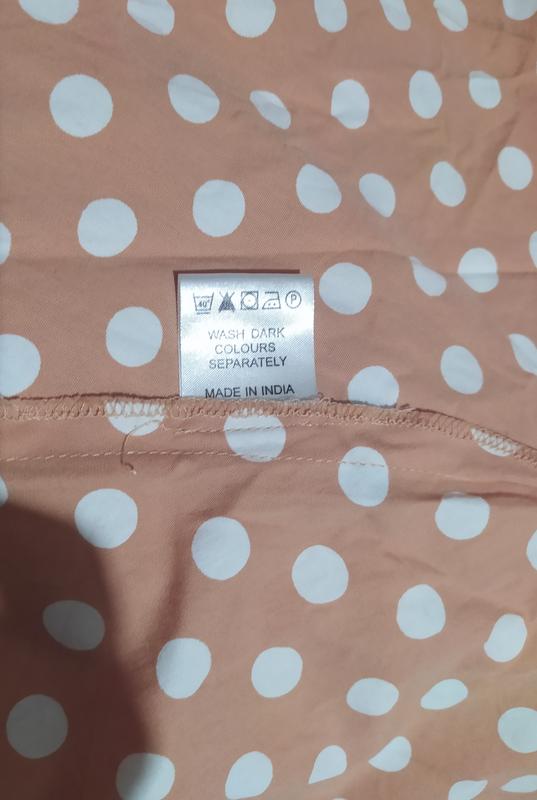 40° P
WASH DARK
COLOURS
SEPARATELY
MADE IN INDIA